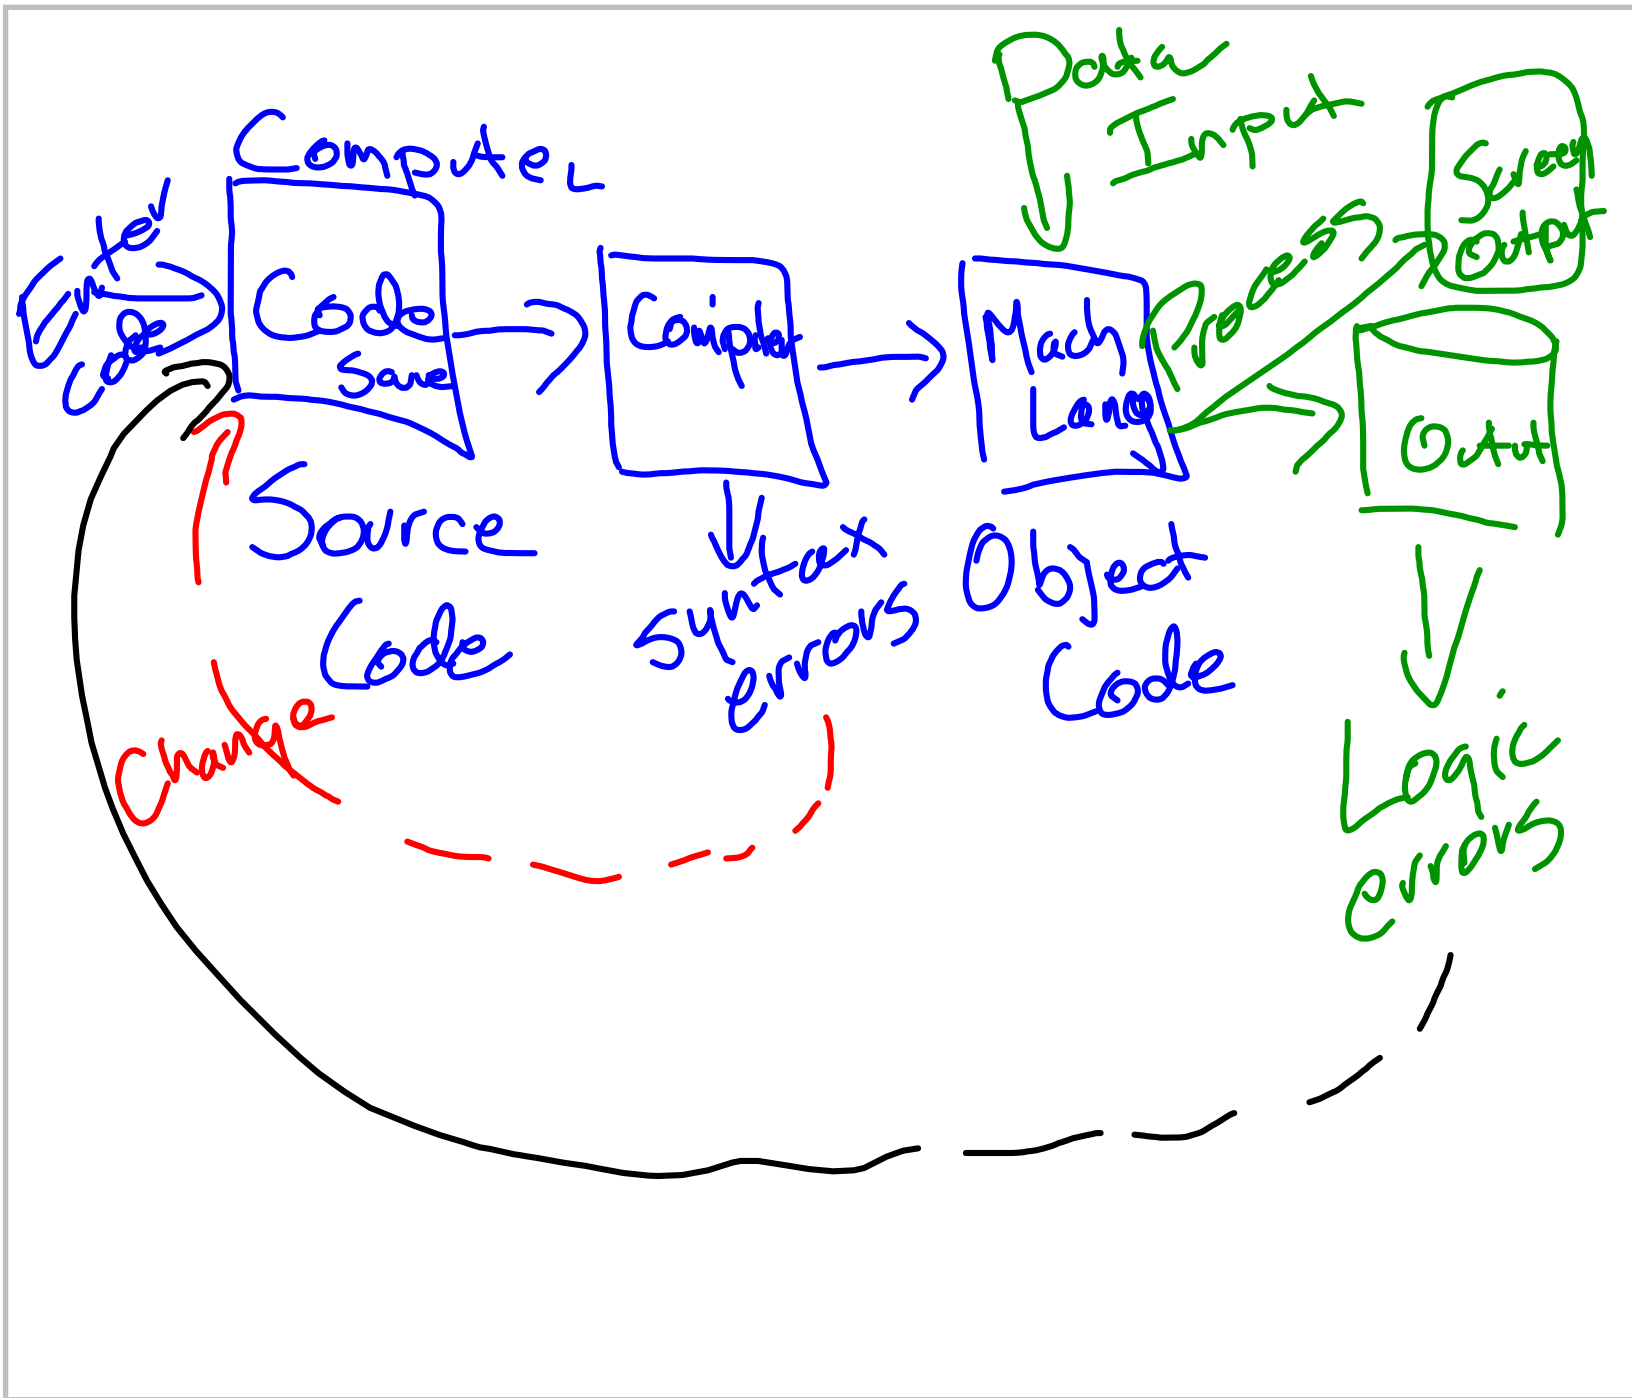 Computer
Enter
Code
Code
Save
Source
Code
Compiler
Syntax
errors
Change
Mach
Lang
Object
Code
Data
Input
Process
Screen
Output
Outut
Logic
errors